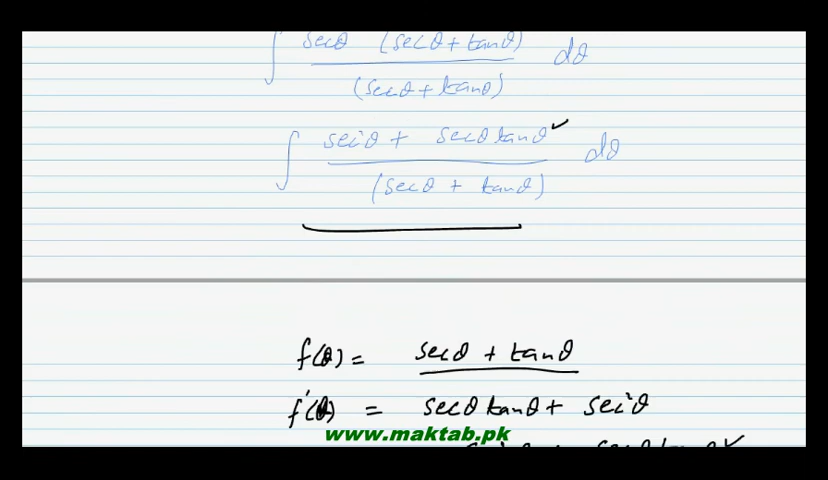 ∫ secθ (secθ + tanθ) dθ
(secθ + tanθ)
∫ sec²θ + secθ tanθ ✓ dθ
(secθ + tanθ)
f(θ) = secθ + tanθ
f'(θ) = secθ tanθ + sec²θ
www.maktab.pk